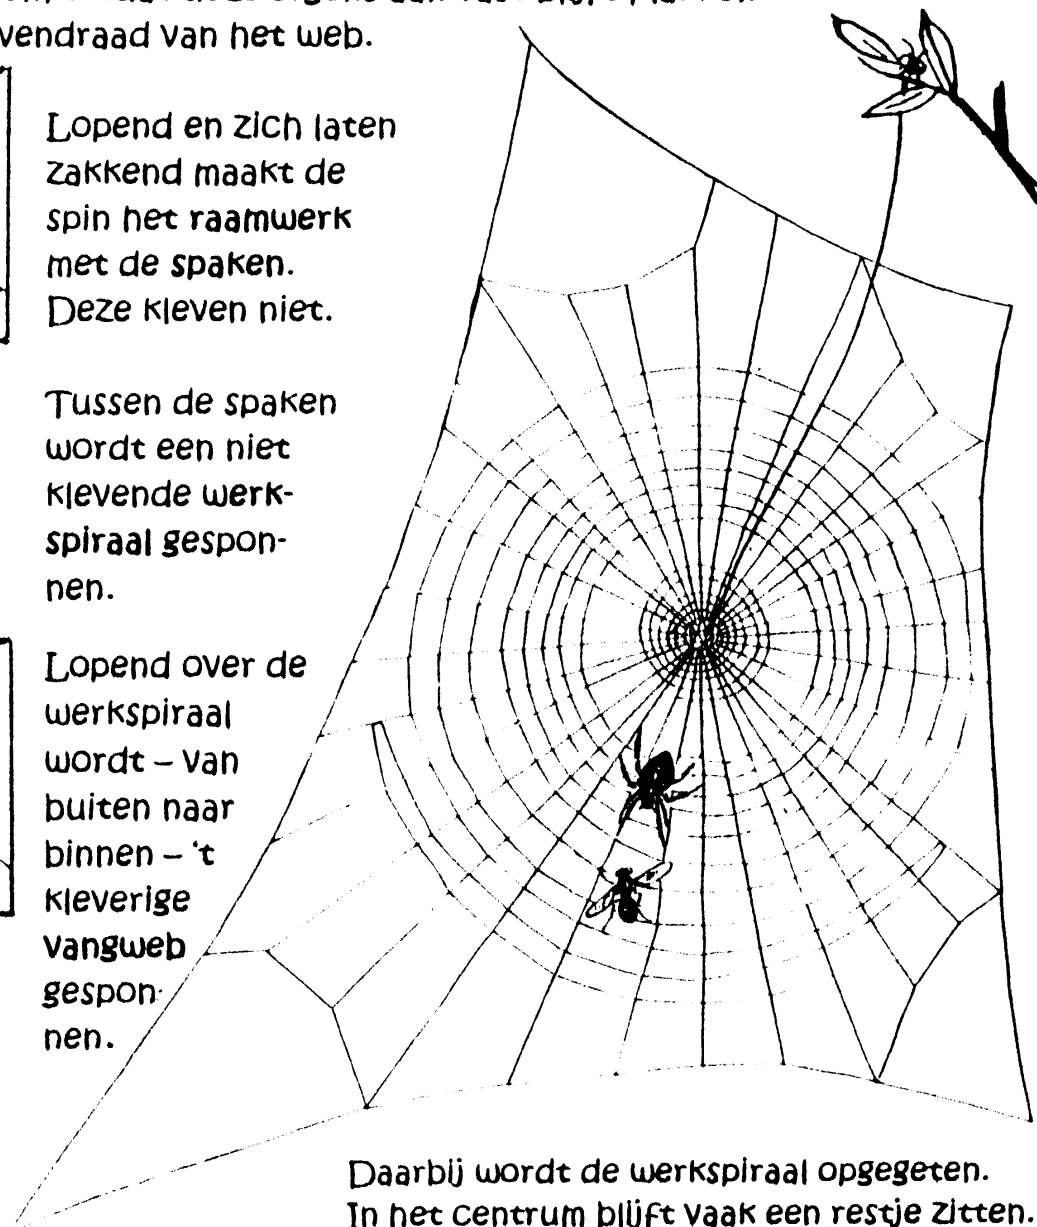 vendraad van het web.
Lopend en zich laten
zakkend maakt de
spin het raamwerk
met de spaken.
Deze kleven niet.
Tussen de spaken
wordt een niet
klevende werk-
spiraal gespon-
nen.
Lopend over de
werkspiraal
wordt – van
buiten naar
binnen – 't
kleverige
vangweb
gespon-
nen.
Daarbij wordt de werkspiraal opgegeten.
In het centrum blijft vaak een restje zitten.